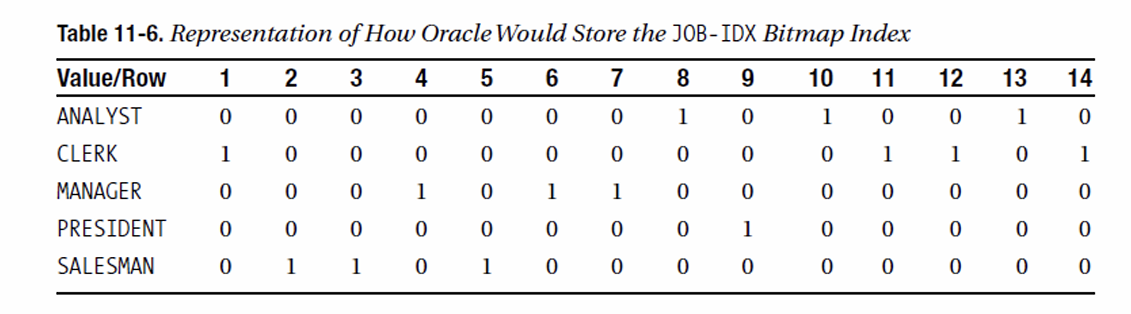 Table 11-6. Representation of How Oracle Would Store the JOB-IDX Bitmap Index
Value/Row 1 2 3 4 5 6 7 8 9 10 11 12 13 14
ANALYST 0 0 0 0 0 0 0 1 0 1 0 0 1 0
CLERK 1 0 0 0 0 0 0 0 0 0 1 1 0 1
MANAGER 0 0 0 1 0 1 1 0 0 0 0 0 0 0
PRESIDENT 0 0 0 0 0 0 0 0 1 0 0 0 0 0
SALESMAN 0 1 1 0 1 0 0 0 0 0 0 0 0 0